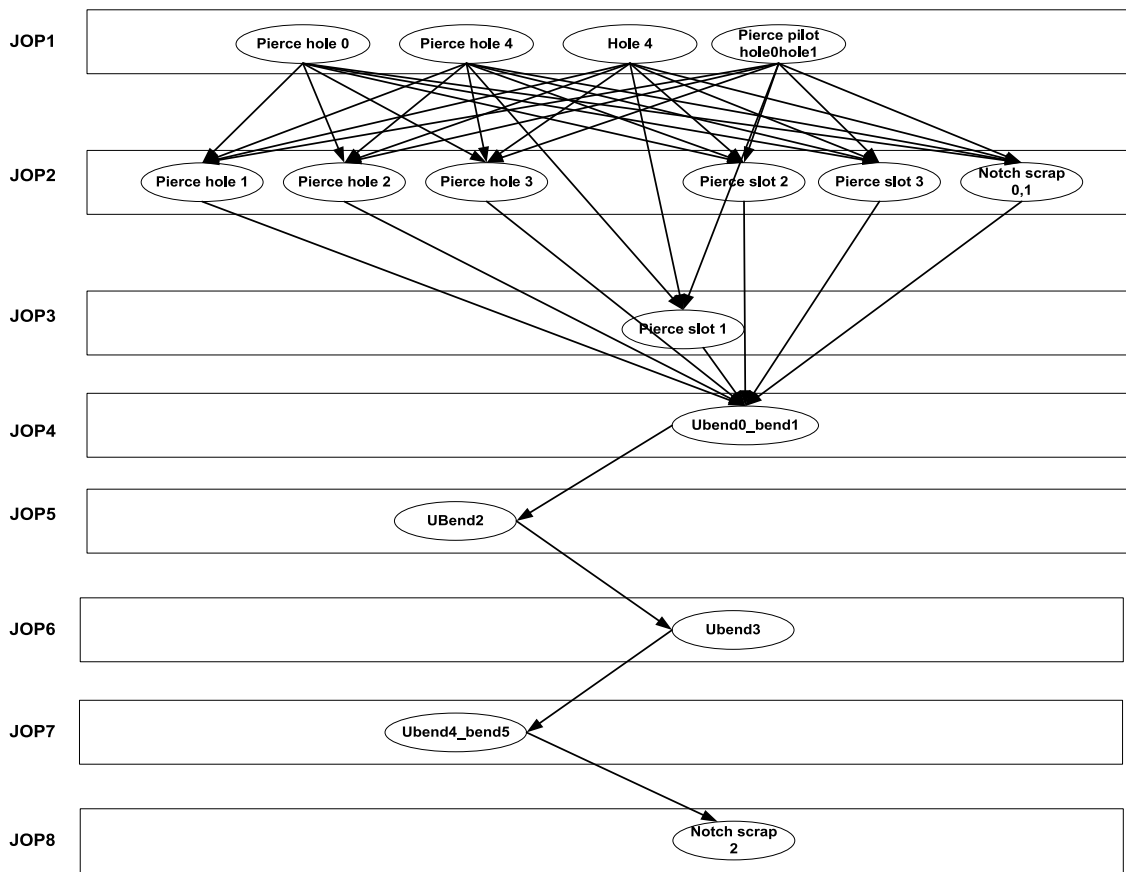 JOP1
Pierce hole 0
Pierce hole 4
Hole 4
Pierce pilot
hole0hole1
JOP2
Pierce hole 1
Pierce hole 2
Pierce hole 3
Pierce slot 2
Pierce slot 3
Notch scrap
0,1
JOP3
Pierce slot 1
JOP4
Ubend0_bend1
JOP5
UBend2
JOP6
Ubend3
JOP7
Ubend4_bend5
JOP8
Notch scrap
2